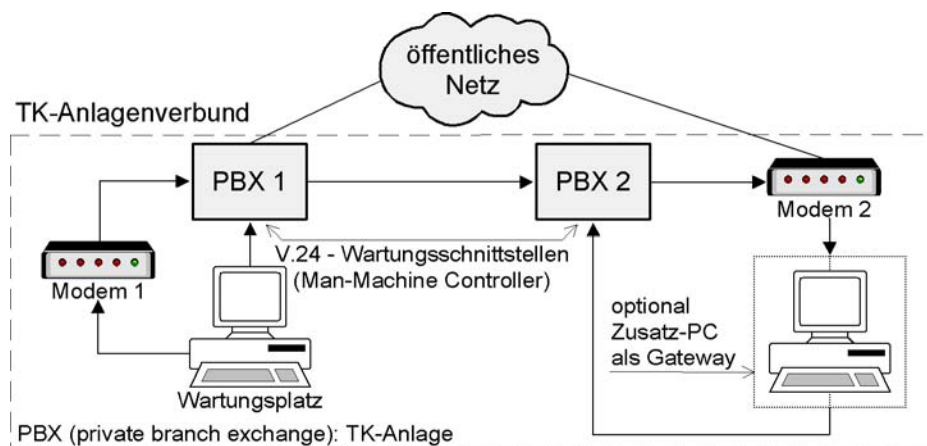 öffentliches
Netz
TK-Anlagenverbund
PBX 1
PBX 2
Modem 2
V.24 - Wartungsschnittstellen
(Man-Machine Controller)
Modem 1
optional
Zusatz-PC
als Gateway
Wartungsplatz
PBX (private branch exchange): TK-Anlage